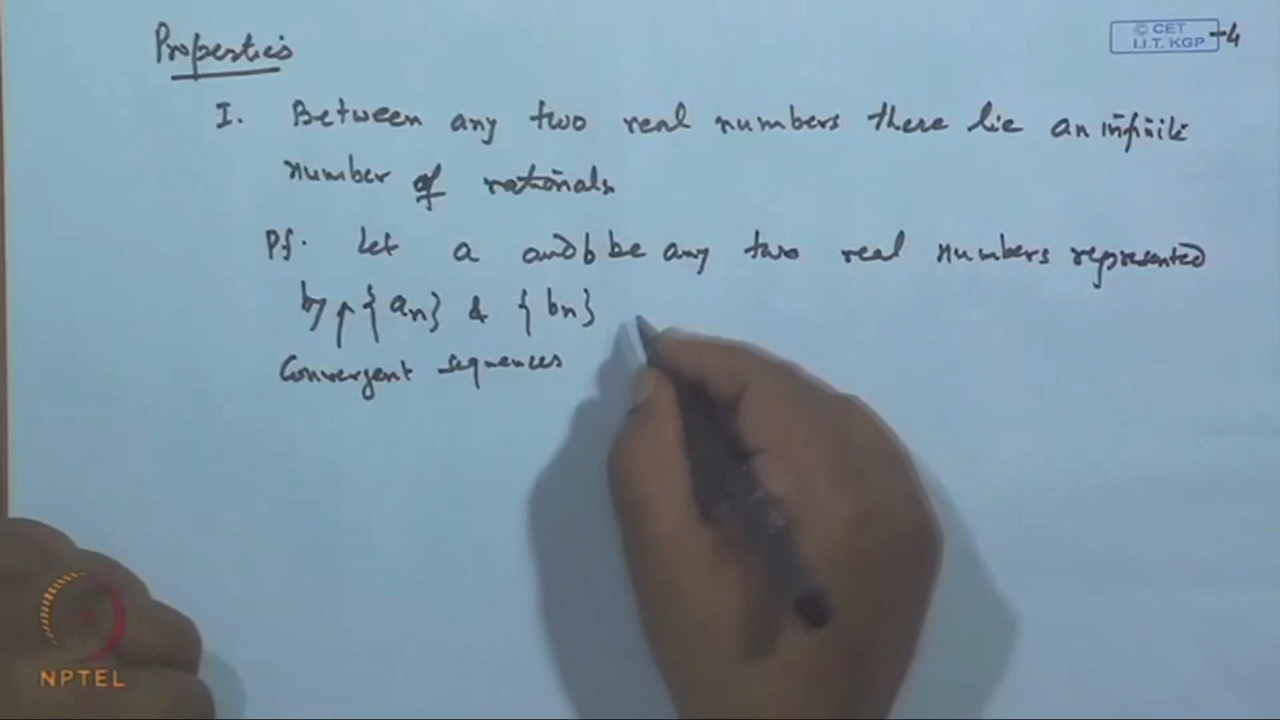 Properties
© CET
I.I.T. KGP
-4
I. Between any two real numbers there lie an infinite
number of rationals.
Pf. Let a and b be any two real numbers represented
by {an} & {bn}
Convergent sequences
NPTEL